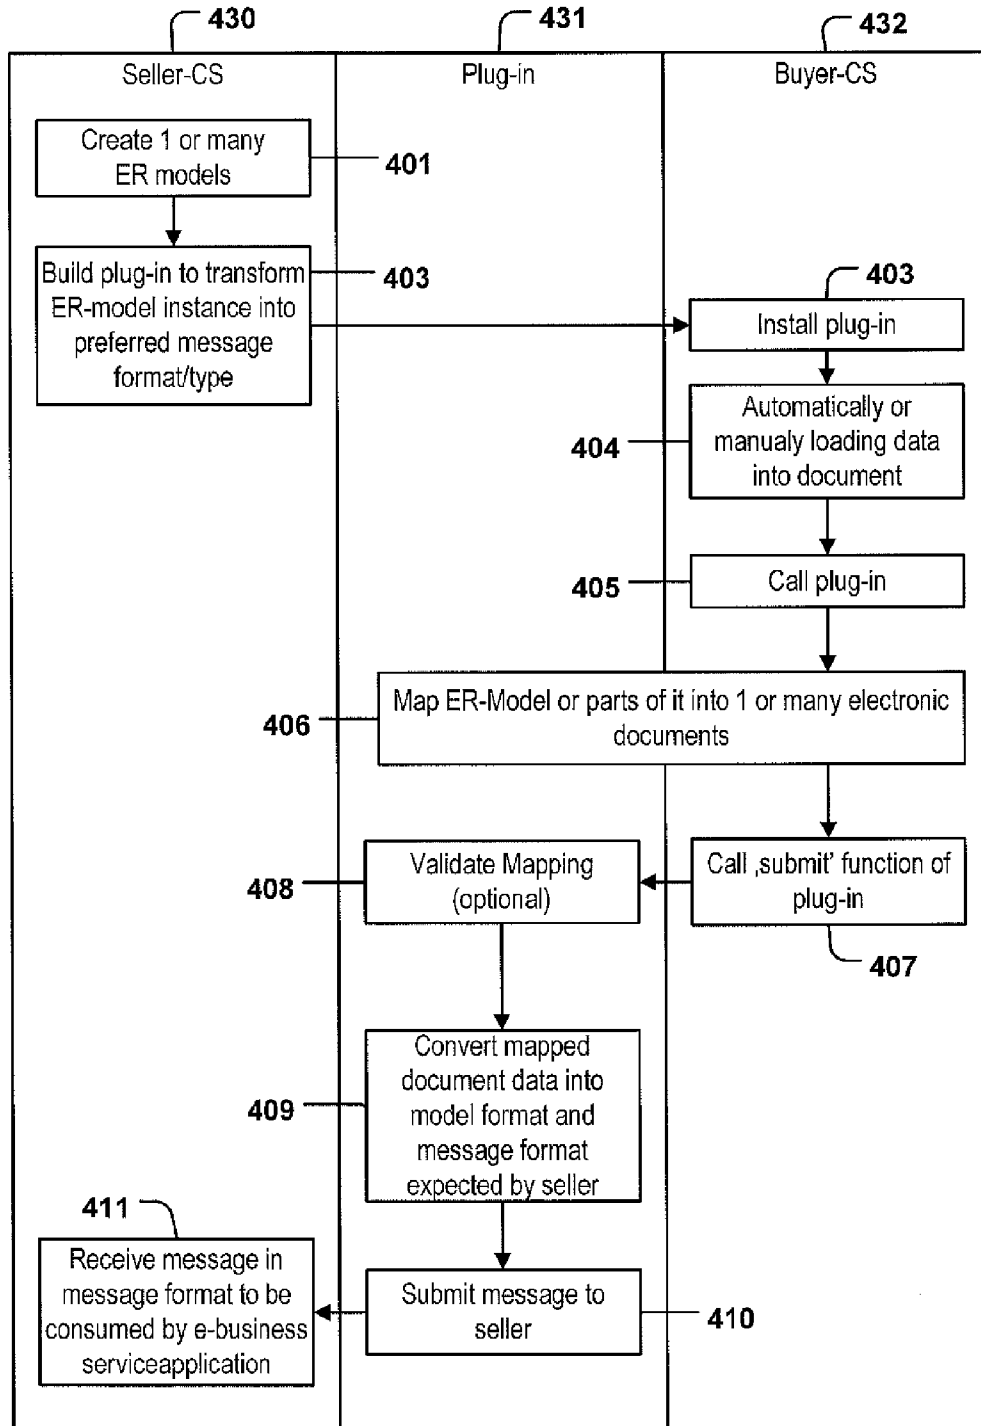 430
431
432
Seller-CS
Plug-in
Buyer-CS
Create 1 or many
ER models
401
Build plug-in to transform
ER-model instance into
preferred message
format/type
403
403
Install plug-in
Automatically or
manualy loading data
into document
404
Call plug-in
405
Map ER-Model or parts of it into 1 or many electronic
documents
406
Call ‚submit’ function of
plug-in
407
Validate Mapping
(optional)
408
Convert mapped
document data into
model format and
message format
expected by seller
409
Submit message to
seller
410
411
Receive message in
message format to be
consumed by e-business
serviceapplication